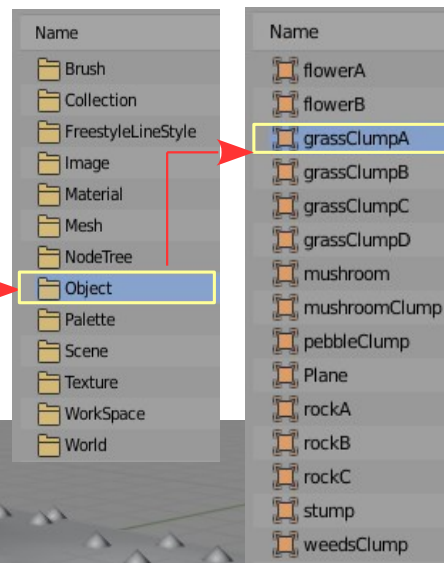 Name
Brush
Collection
FreestyleLineStyle
Image
Material
Mesh
NodeTree
Object
Palette
Scene
Texture
WorkSpace
World
Name
flowerA
flowerB
grassClumpA
grassClumpB
grassClumpC
grassClumpD
mushroom
mushroomClump
pebbleClump
Plane
rockA
rockB
rockC
stump
weedsClump